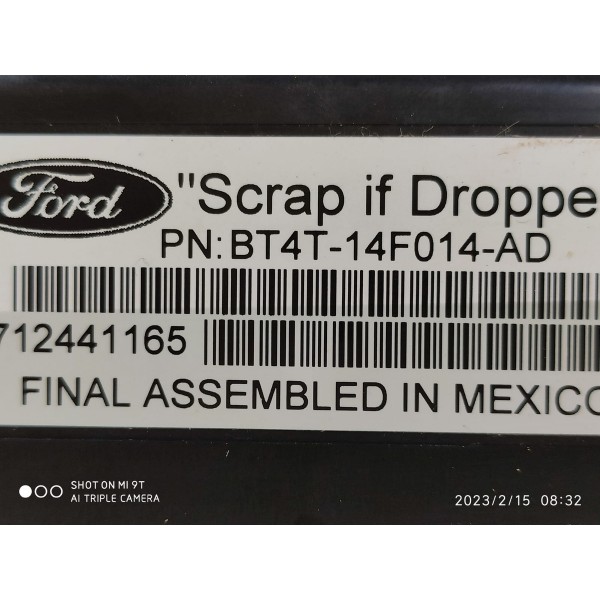 Ford "Scrap if Droppe
PN:BT4T-14F014-AD
712441165
FINAL ASSEMBLED IN MEXICO
SHOT ON MI 9T
AI TRIPLE CAMERA
2023/2/15 08:32